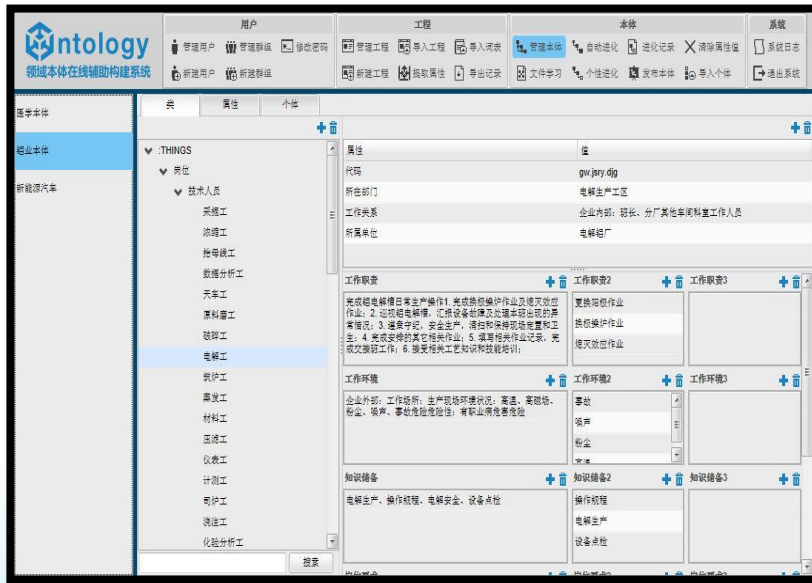 用户
工程
本体
系统
Ontology
领域本体在线辅助构建系统
管理用户 管理群组 修改密码
管理工程 导入工程 导入词表
管理本体 自动进化 进化记录 清除属性值
系统日志
新建用户 新建群组
新建工程 提取属性 导出记录
文件学习 个性进化 发布本体 导入个体
退出系统
医学本体
铝业本体
新能源汽车
类 属性 个体
:THINGS
岗位
技术人员
采掘工
浓缩工
抬母线工
数据分析工
天车工
原料磨工
破碎工
电解工
筑炉工
蒸发工
材料工
压滤工
仪表工
计测工
司炉工
浇注工
化验分析工
搜索
属性 值
代码 gw.jsry.djg
所在部门 电解生产工区
工作关系 企业内部：班长、分厂其他车间科室工作人员
所属单位 电解铝厂
工作职责
完成铝电解槽日常生产操作1. 完成换极操炉作业及熄灭效应
作业；2. 巡视铝电解槽，汇报设备故障及处理本班出现的异
常情况；3. 遵章守纪，安全生产，清扫和保持现场定置和卫
生；4. 完成安排的其它相关作业；5. 填写相关作业记录，完
成交接班工作；6. 接受相关工艺知识和技能培训；
工作职责2
更换阳极作业
换极操炉作业
熄灭效应作业
工作职责3
工作环境
企业外部：工作场所：生产现场环境状况：高温、高磁场、
粉尘、噪声、事故危险危险性：有职业病危害危险
工作环境2
事故
噪声
粉尘
高温
工作环境3
知识储备
电解生产、操作规程、电解安全、设备点检
知识储备2
操作规程
电解生产
设备点检
知识储备3